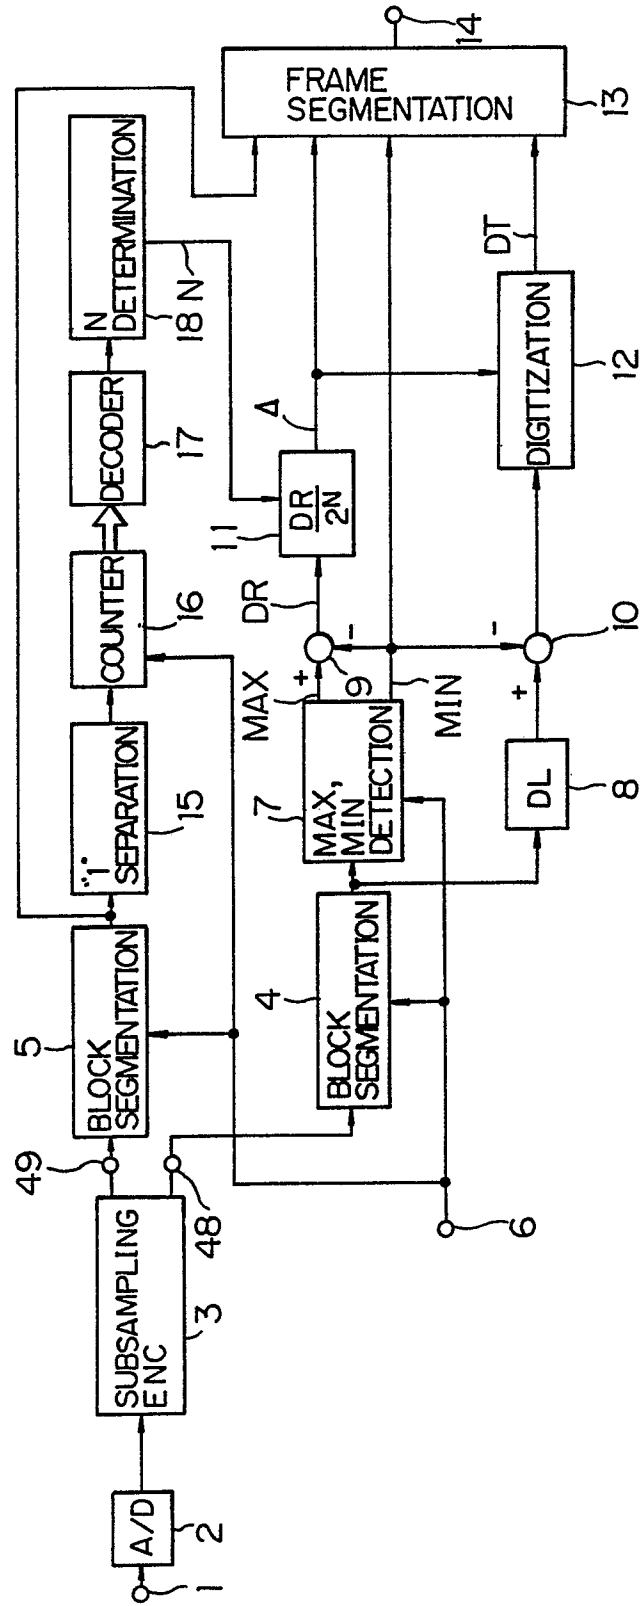 1
A/D
2
SUBSAMPLING
ENC
3
49
48
5
BLOCK
SEGMENTATION
"1"
SEPARATION
15
COUNTER
16
DECODER
17
N
DETERMINATION
18
N
4
BLOCK
SEGMENTATION
6
7
MAX,
MIN
DETECTION
MAX
MIN
+
-
9
DR
11
DR
2N
Δ
DL
8
+
-
10
DIGITIZATION
12
DT
FRAME
SEGMENTATION
13
14